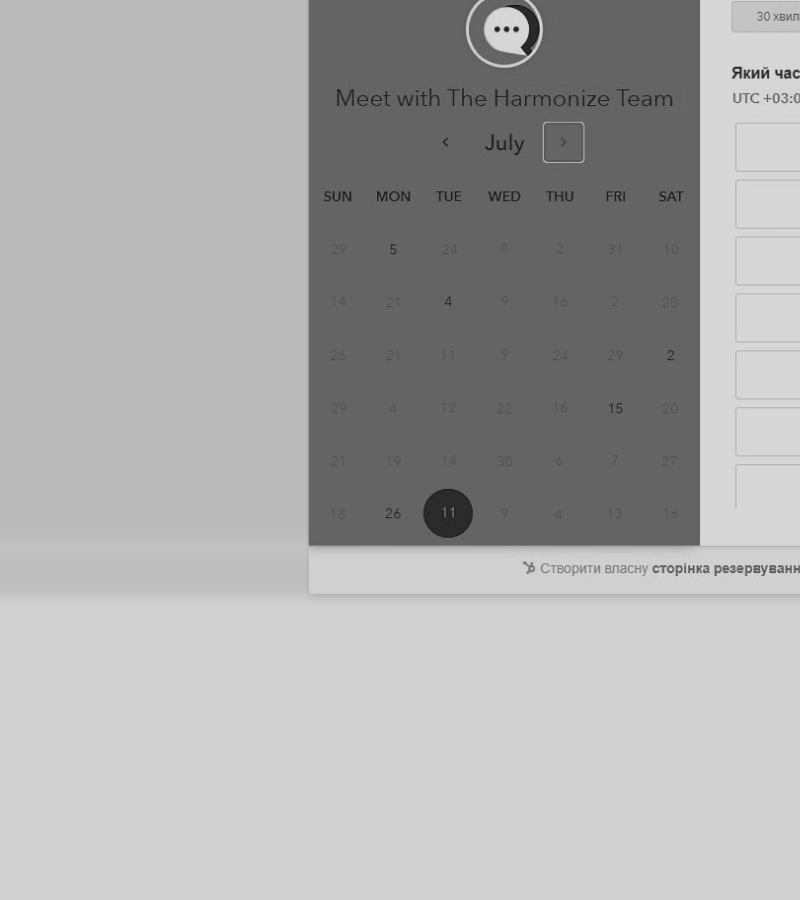 30 хвил
Meet with The Harmonize Team
Який час
UTC +03:0
July
SUN MON TUE WED THU FRI SAT
29 5 24 8 2 31 10
14 21 4 9 16 2 20
26 21 11 9 24 29 2
29 4 12 22 16 15 20
21 19 14 30 6 7 27
18 26 11 9 4 13 16
Створити власну сторінка резервуванн